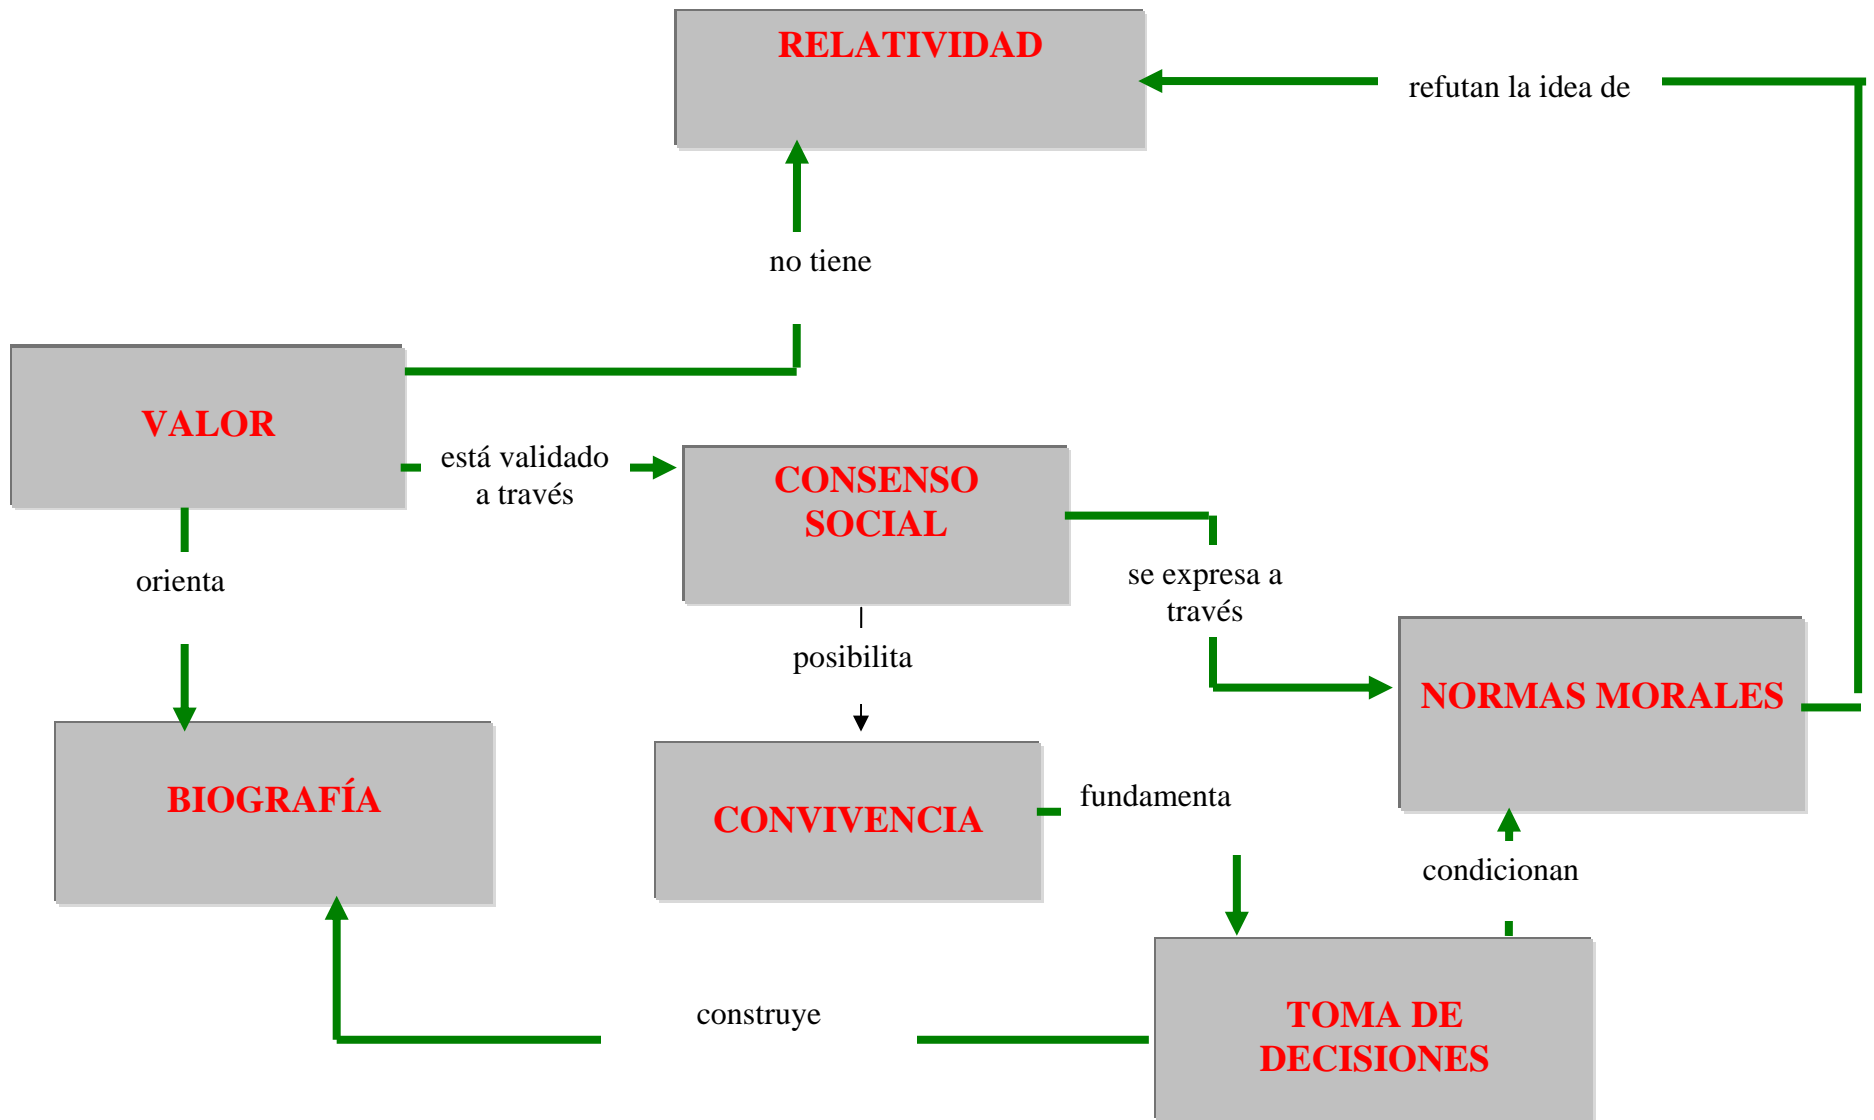 RELATIVIDAD
refutan la idea de
no tiene
VALOR
está validado
a través
CONSENSO
SOCIAL
orienta
se expresa a
través
posibilita
NORMAS MORALES
BIOGRAFÍA
CONVIVENCIA
fundamenta
condicionan
construye
TOMA DE
DECISIONES